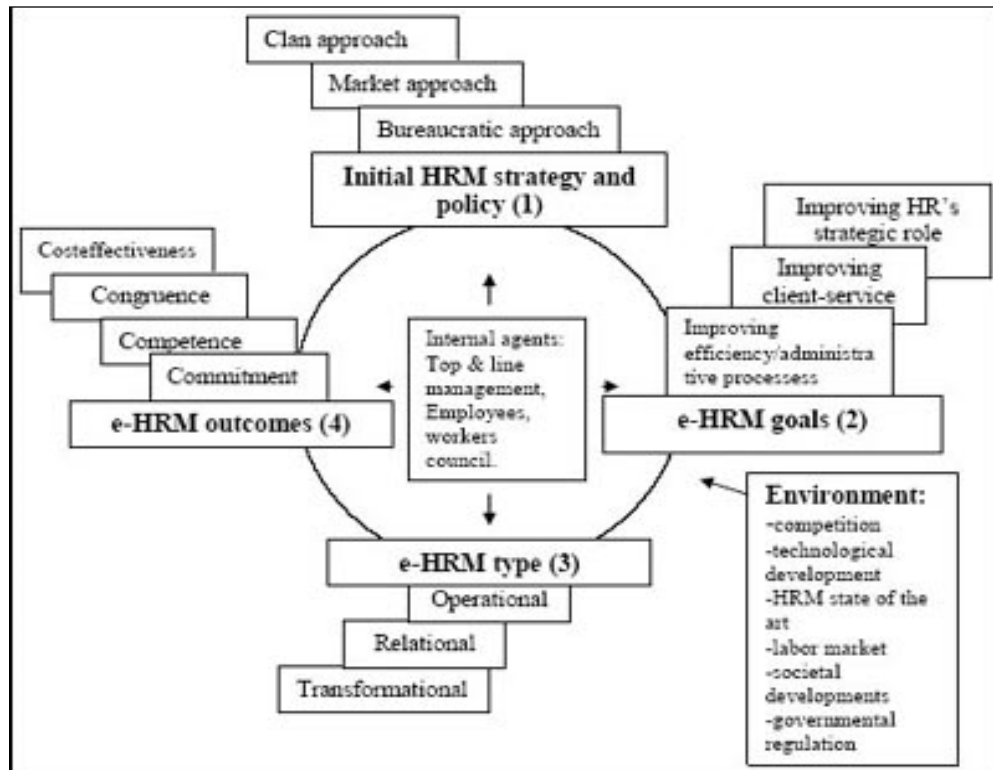 Clan approach
Market approach
Bureaucratic approach
Initial HRM strategy and
policy (1)
Improving HR's
strategic role
Improving
client-service
Improving
efficiency/administra
tive processess
e-HRM goals (2)
Costeffectiveness
Congruence
Competence
Commitment
e-HRM outcomes (4)
Internal agents:
Top & line
management,
Employees,
workers
council.
e-HRM type (3)
Operational
Relational
Transformational
Environment:
-competition
-technological
development
-HRM state of the
art
-labor market
-societal
developments
-governmental
regulation